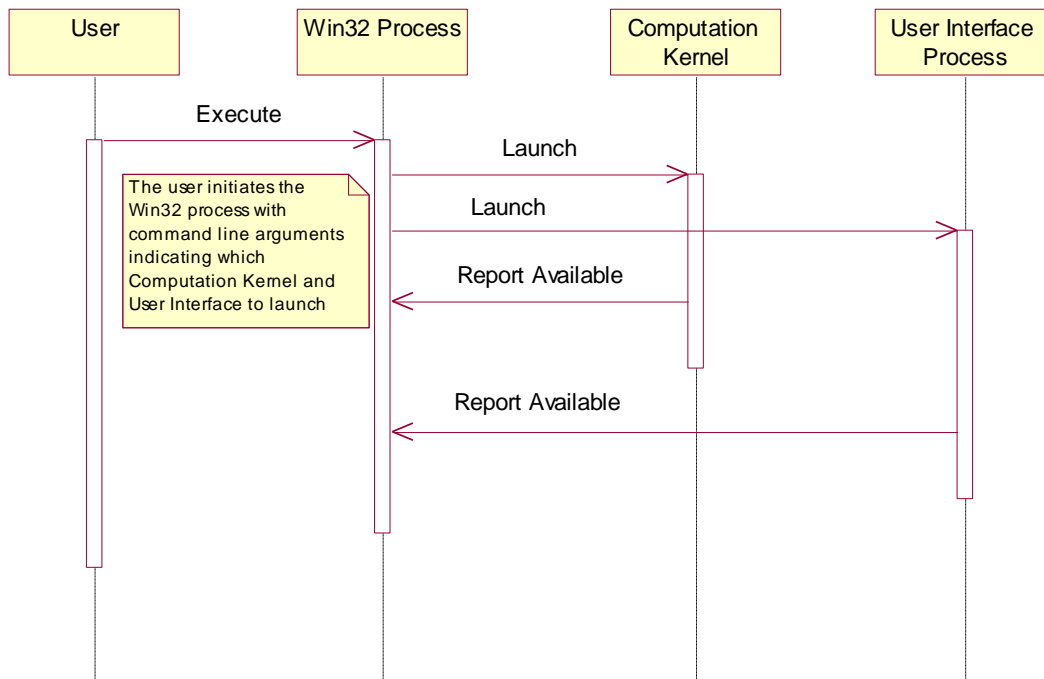 User
Win32 Process
Computation
Kernel
User Interface
Process
Execute
Launch
The user initiates the
Win32 process with
command line arguments
indicating which
Computation Kernel and
User Interface to launch
Launch
Report Available
Report Available